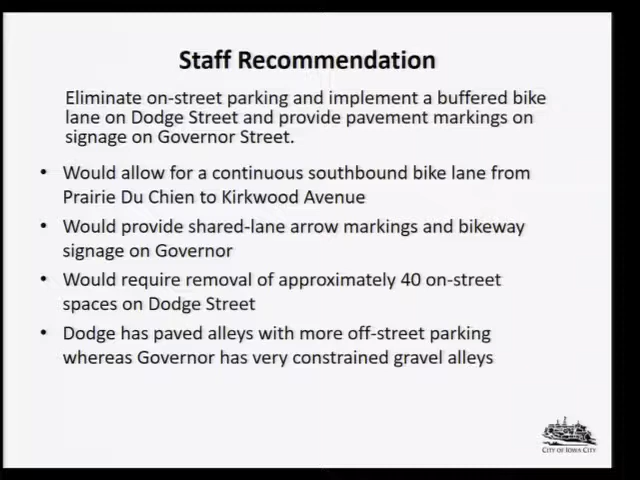 Staff Recommendation
Eliminate on-street parking and implement a buffered bike
lane on Dodge Street and provide pavement markings on
signage on Governor Street.
• Would allow for a continuous southbound bike lane from
Prairie Du Chien to Kirkwood Avenue
• Would provide shared-lane arrow markings and bikeway
signage on Governor
• Would require removal of approximately 40 on-street
spaces on Dodge Street
• Dodge has paved alleys with more off-street parking
whereas Governor has very constrained gravel alleys
CITY OF IOWA CITY